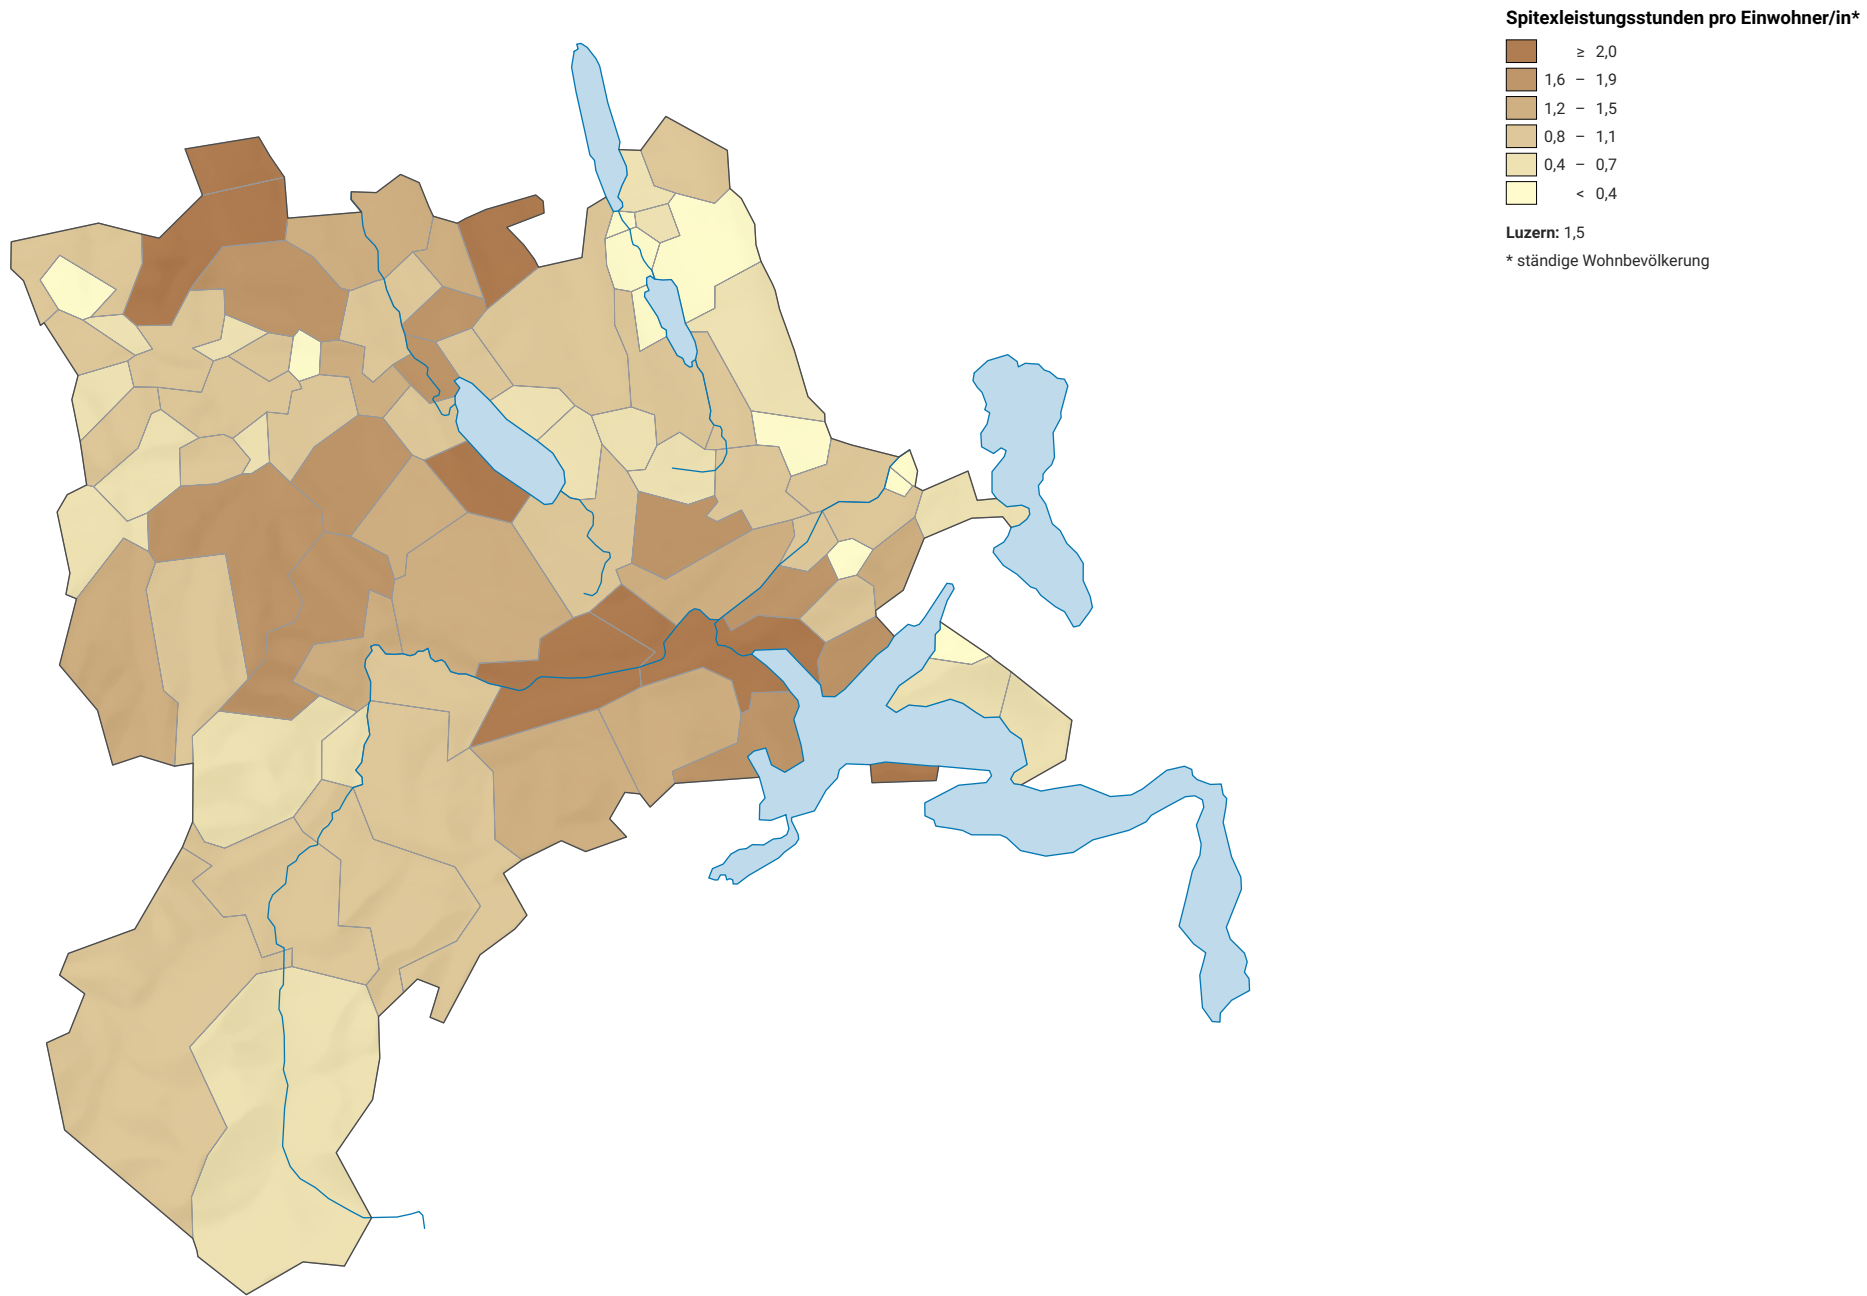 Spitexleistungsstunden pro Einwohner/in*
≥ 2,0
1,6 – 1,9
1,2 – 1,5
0,8 – 1,1
0,4 – 0,7
< 0,4
Luzern: 1,5
* ständige Wohnbevölkerung